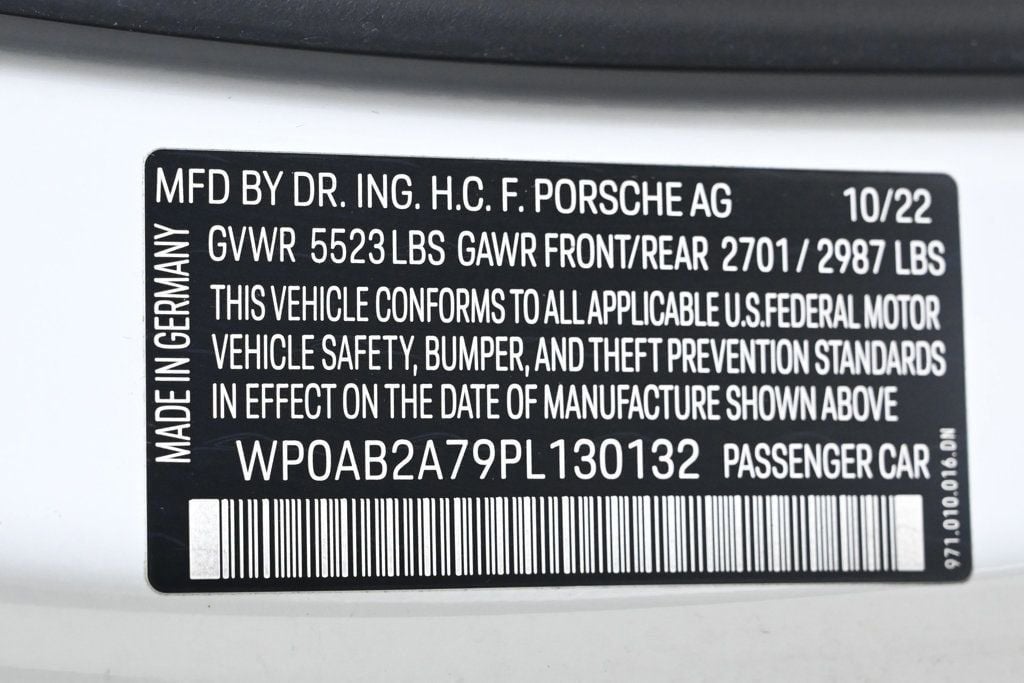 MFD BY DR. ING. H.C. F. PORSCHE AG 10/22
GVWR 5523 LBS GAWR FRONT/REAR 2701 / 2987 LBS
THIS VEHICLE CONFORMS TO ALL APPLICABLE U.S.FEDERAL MOTOR
VEHICLE SAFETY, BUMPER, AND THEFT PREVENTION STANDARDS
IN EFFECT ON THE DATE OF MANUFACTURE SHOWN ABOVE
WP0AB2A79PL130132 PASSENGER CAR
MADE IN GERMANY
971.010.016.DN